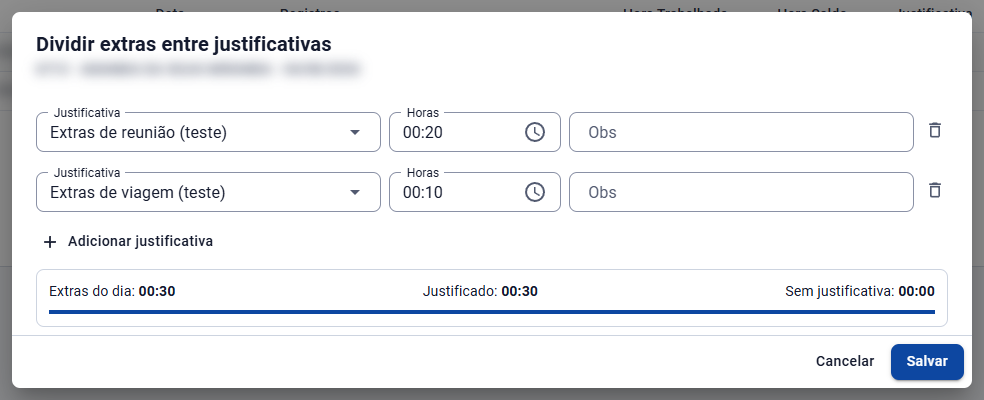 Dividir extras entre justificativas
Justificativa Horas
Extras de reunião (teste) 00:20 Obs
Justificativa Horas
Extras de viagem (teste) 00:10 Obs
+ Adicionar justificativa
Extras do dia: 00:30 Justificado: 00:30 Sem justificativa: 00:00
Cancelar Salvar